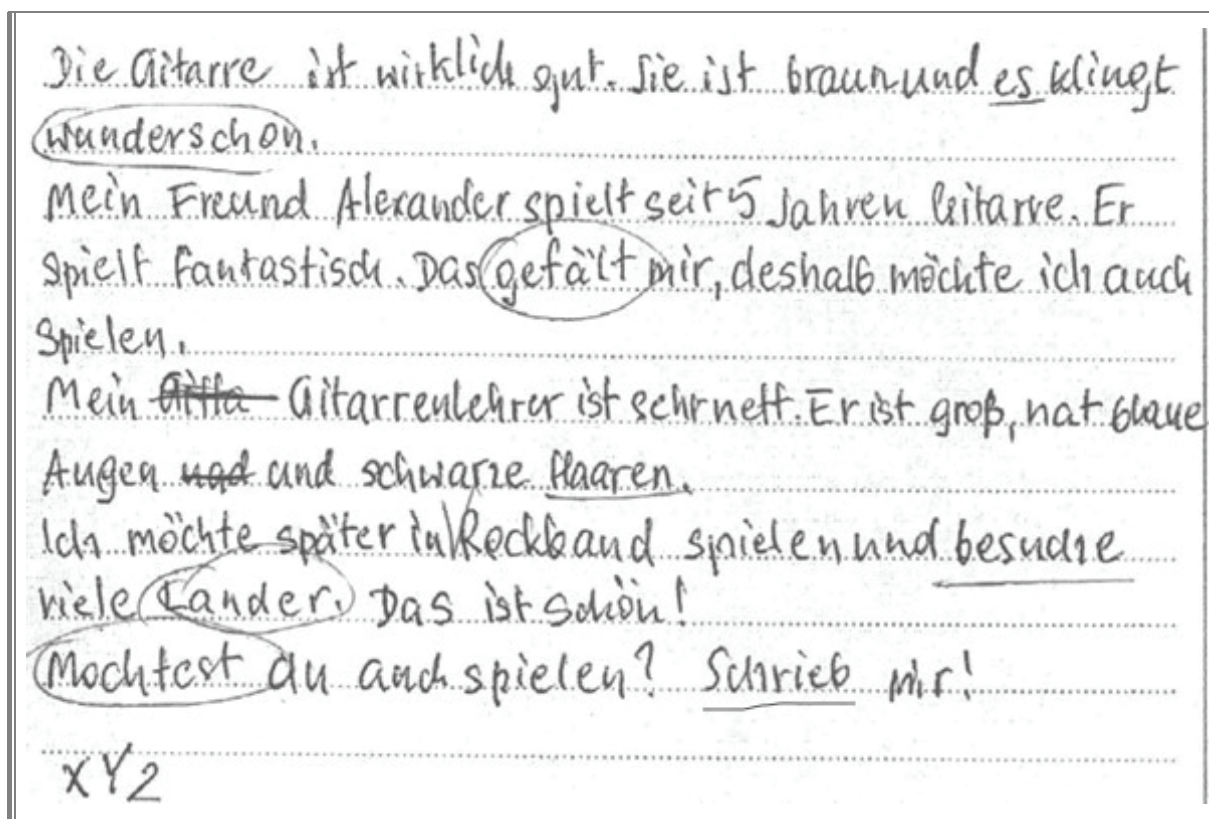 Die Gitarre ist wirklich gut. Sie ist braun und es klingt
wunderschon.
Mein Freund Alexander spielt seit 5 Jahren Gitarre. Er
spielt fantastisch. Das gefält mir, deshalb möchte ich auch
spielen.
Mein Gitta Gitarrenlehrer ist sehr nett. Er ist groß, hat blaue
Augen und und schwarze Haaren.
Ich möchte später in Rockband spielen und besuche
viele Lander. Das ist schön!
Mochtest du auch spielen? Schrieb mir!
XYZ